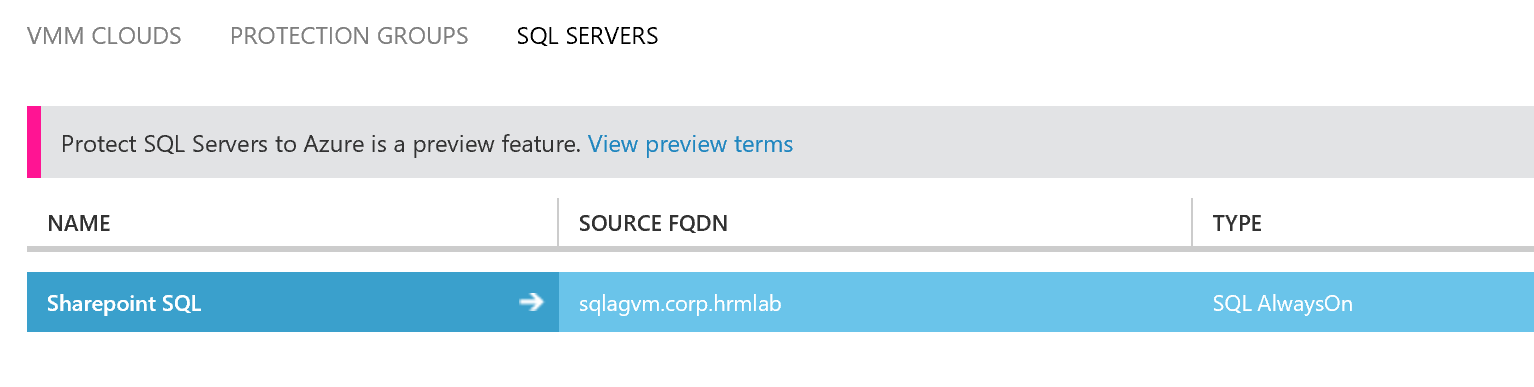 VMM CLOUDS PROTECTION GROUPS SQL SERVERS
Protect SQL Servers to Azure is a preview feature. View preview terms
NAME SOURCE FQDN TYPE
Sharepoint SQL sqlagvm.corp.hrmlab SQL AlwaysOn